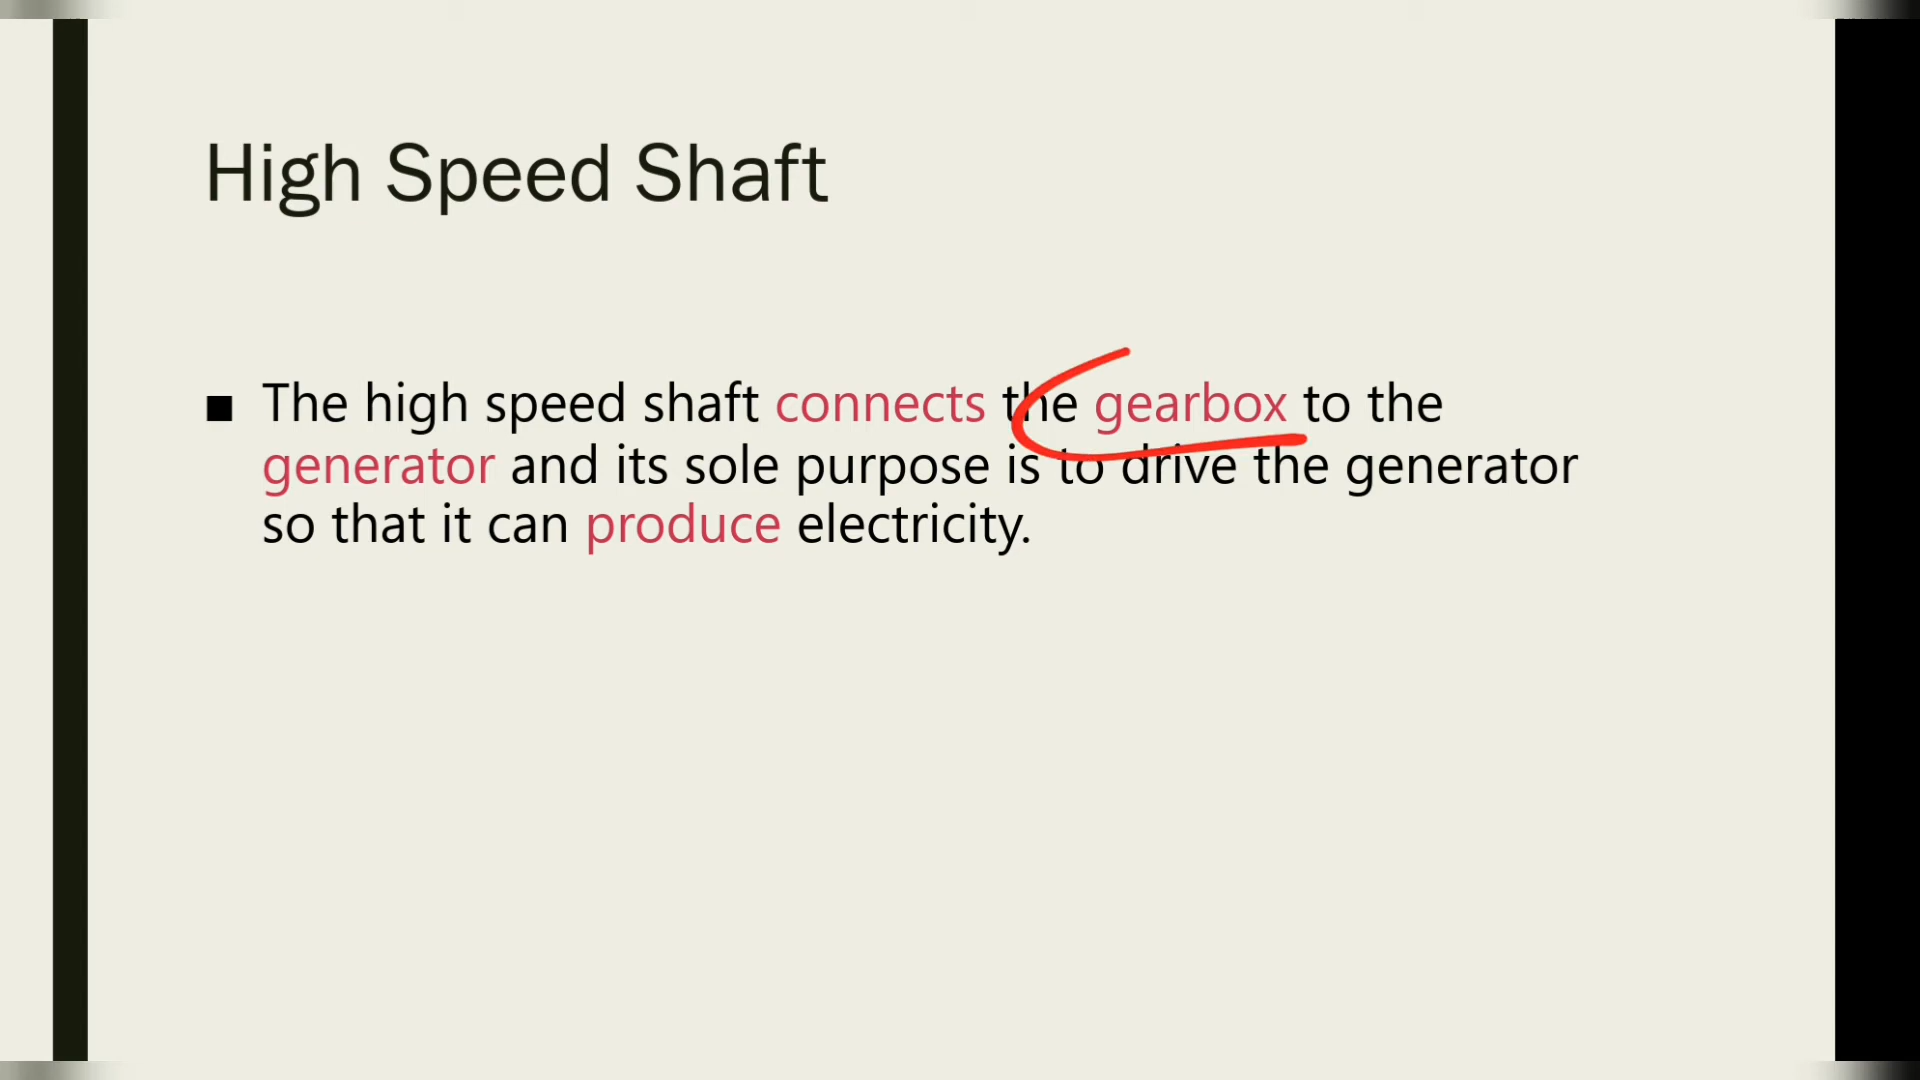 High Speed Shaft
■ The high speed shaft connects the gearbox to the
generator and its sole purpose is to drive the generator
so that it can produce electricity.